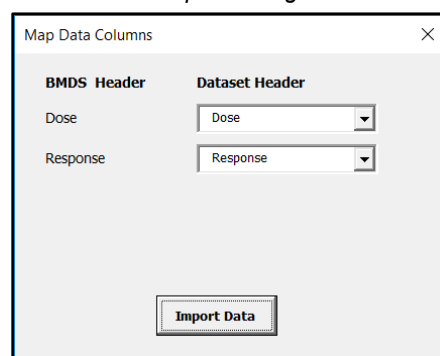 Map Data Columns
BMDS Header Dataset Header
Dose Dose
Response Response
Import Data